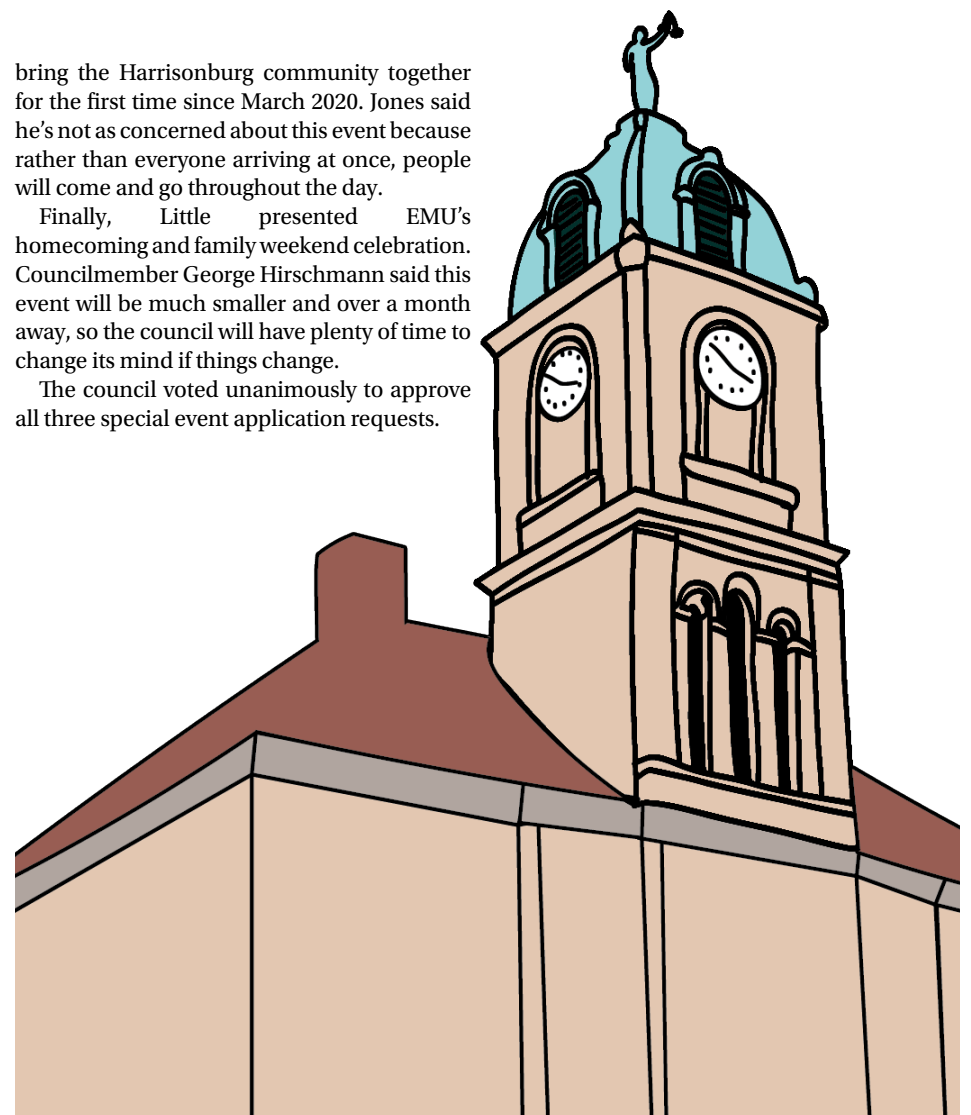 bring the Harrisonburg community together
for the first time since March 2020. Jones said
he’s not as concerned about this event because
rather than everyone arriving at once, people
will come and go throughout the day.
Finally, Little presented EMU’s
homecoming and family weekend celebration.
Councilmember George Hirschmann said this
event will be much smaller and over a month
away, so the council will have plenty of time to
change its mind if things change.
The council voted unanimously to approve
all three special event application requests.